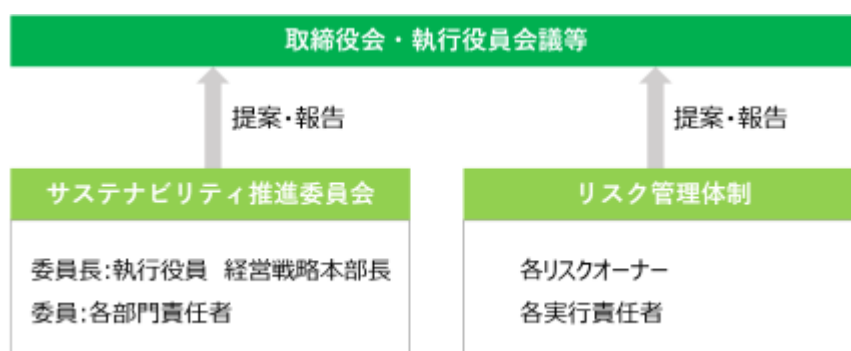 取締役会・執行役員会議等
提案・報告
提案・報告
サステナビリティ推進委員会
リスク管理体制
委員長:執行役員　経営戦略本部長
委員:各部門責任者
各リスクオーナー
各実行責任者